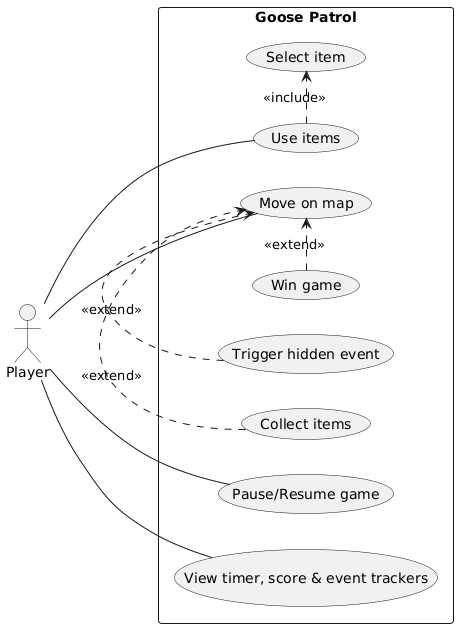 Goose Patrol
Select item
«include»
Use items
Move on map
«extend»
Win game
«extend»
Player
Trigger hidden event
«extend»
Collect items
Pause/Resume game
View timer, score & event trackers